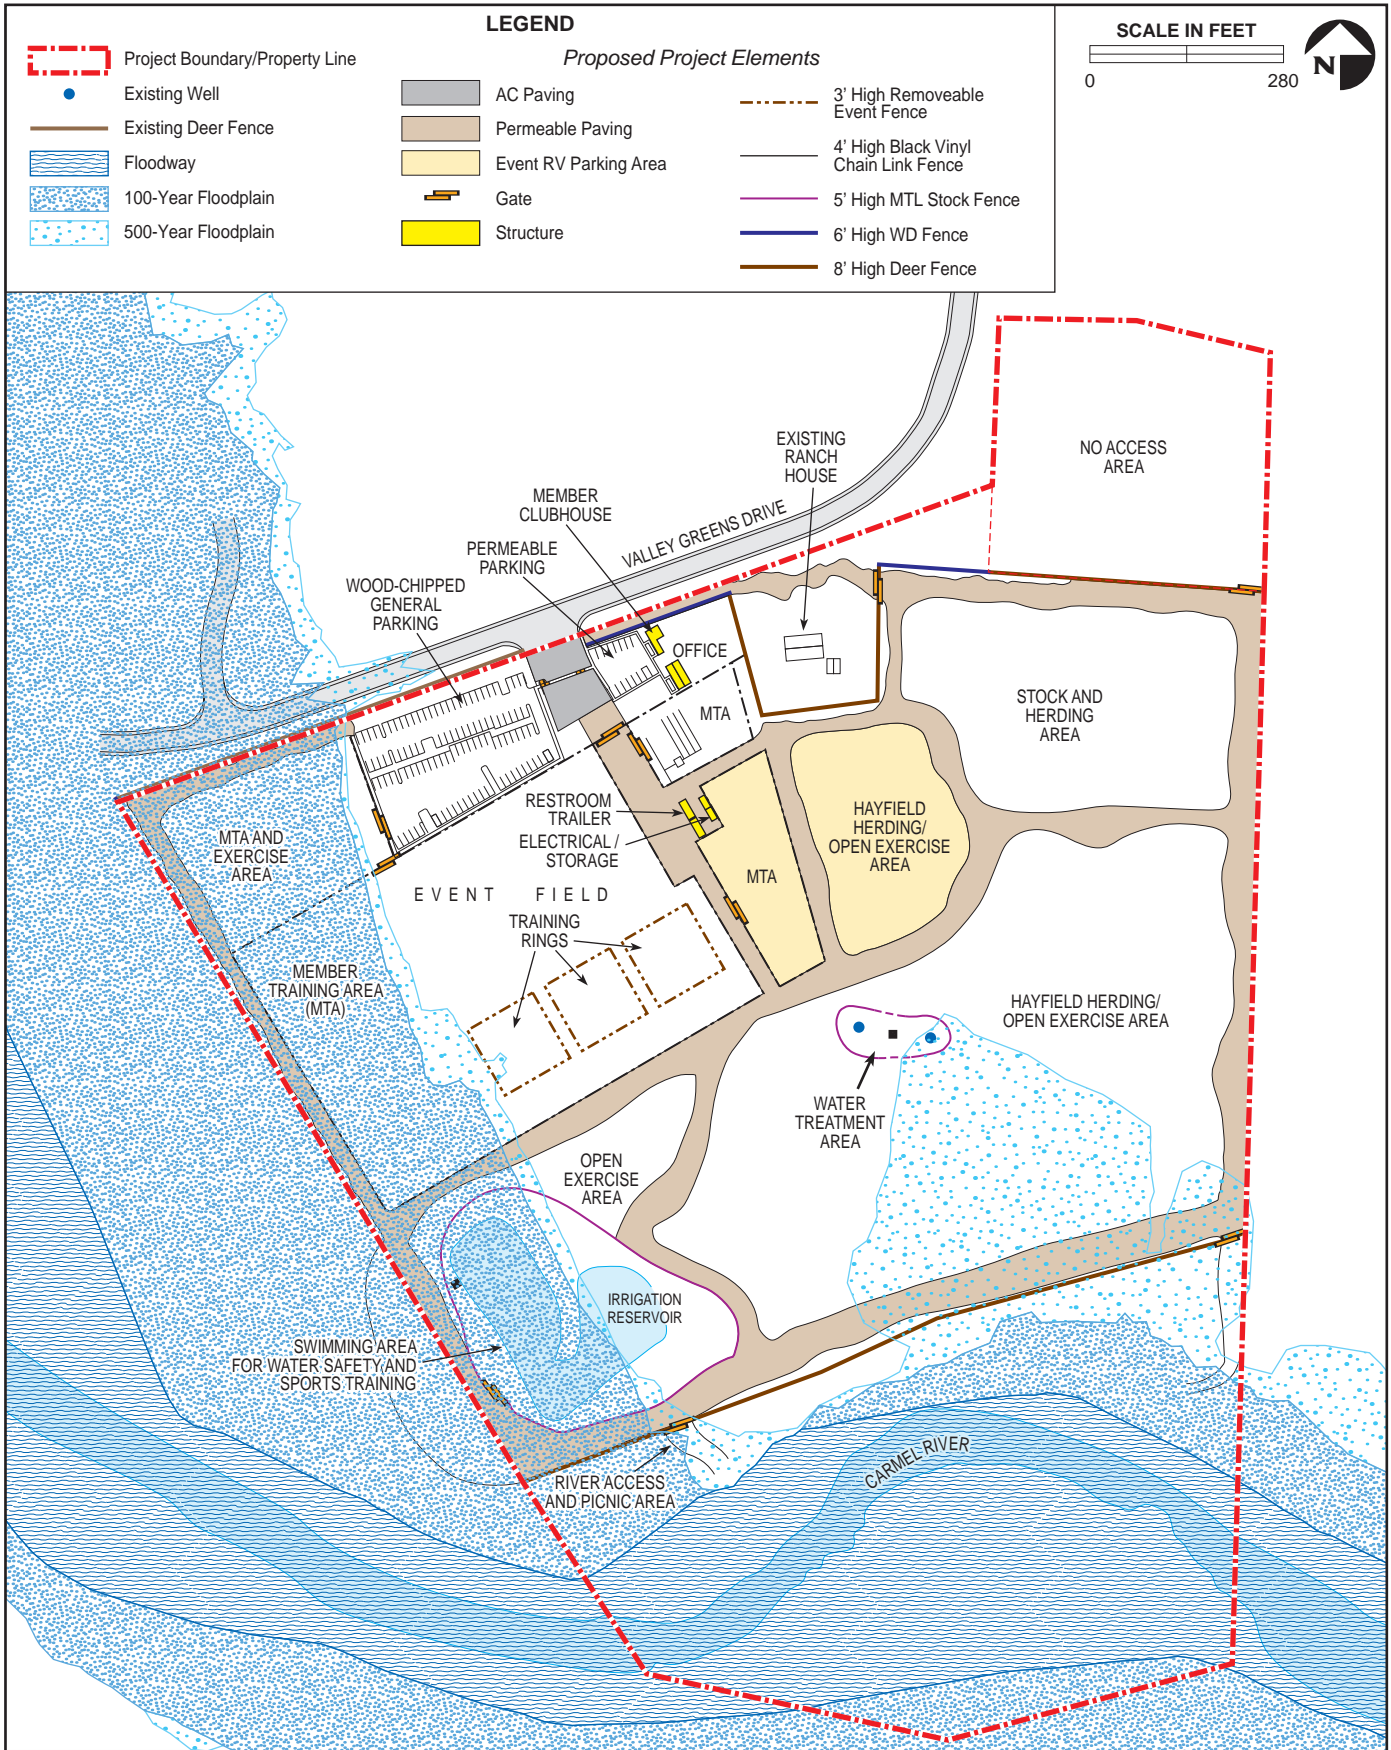 LEGEND
Project Boundary/Property Line
Existing Well
Existing Deer Fence
Floodway
100-Year Floodplain
500-Year Floodplain
Proposed Project Elements
AC Paving
Permeable Paving
Event RV Parking Area
Gate
Structure
3' High Removeable
Event Fence
4' High Black Vinyl
Chain Link Fence
5' High MTL Stock Fence
6' High WD Fence
8' High Deer Fence
SCALE IN FEET
0 280
N
NO ACCESS
AREA
EXISTING
RANCH
HOUSE
MEMBER
CLUBHOUSE
VALLEY GREENS DRIVE
PERMEABLE
PARKING
WOOD-CHIPPED
GENERAL
PARKING
OFFICE
MTA
STOCK AND
HERDING
AREA
RESTROOM
TRAILER
ELECTRICAL /
STORAGE
HAYFIELD
HERDING/
OPEN EXERCISE
AREA
MTA AND
EXERCISE
AREA
MTA
EVENT FIELD
TRAINING
RINGS
MEMBER
TRAINING AREA
(MTA)
HAYFIELD HERDING/
OPEN EXERCISE AREA
WATER
TREATMENT
AREA
OPEN
EXERCISE
AREA
IRRIGATION
RESERVOIR
SWIMMING AREA
FOR WATER SAFETY AND
SPORTS TRAINING
CARMEL RIVER
RIVER ACCESS
AND PICNIC AREA